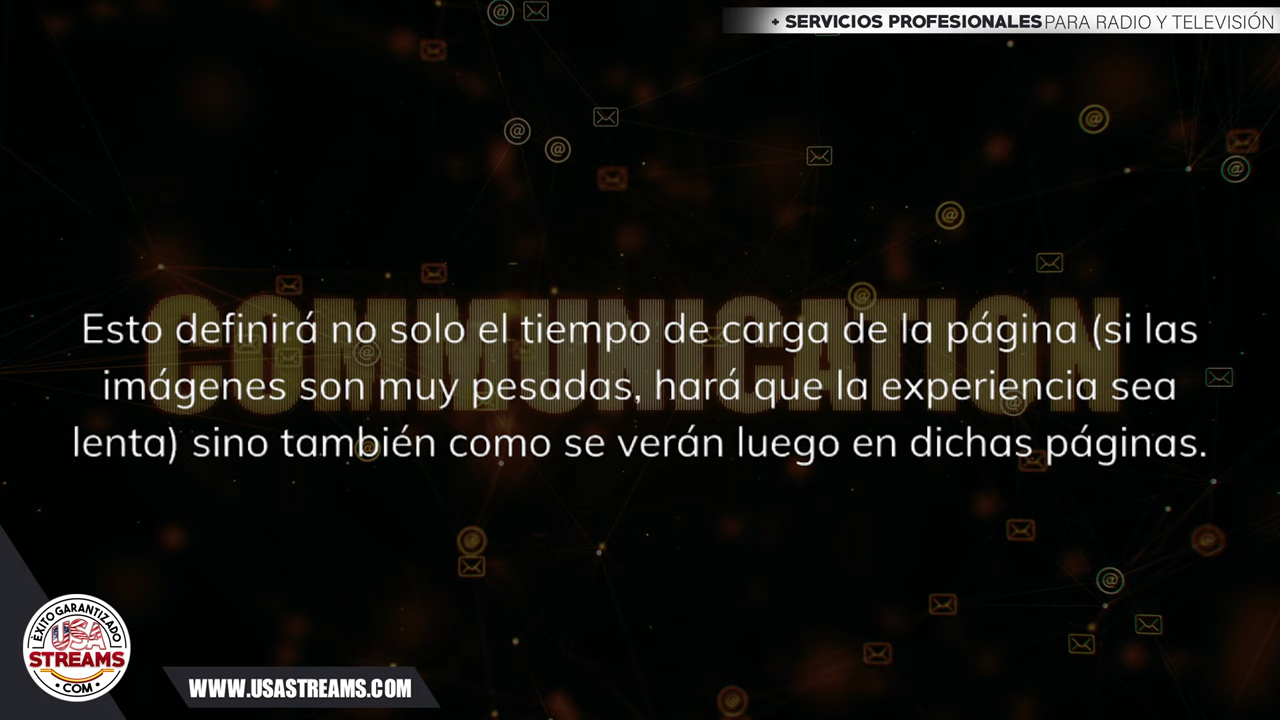 + SERVICIOS PROFESIONALES PARA RADIO Y TELEVISIÓN
COMMUNICATION
Esto definirá no solo el tiempo de carga de la página (si las
imágenes son muy pesadas, hará que la experiencia sea
lenta) sino también como se verán luego en dichas páginas.
ÉXITO GARANTIZADO
USA
STREAMS
.COM
WWW.USASTREAMS.COM